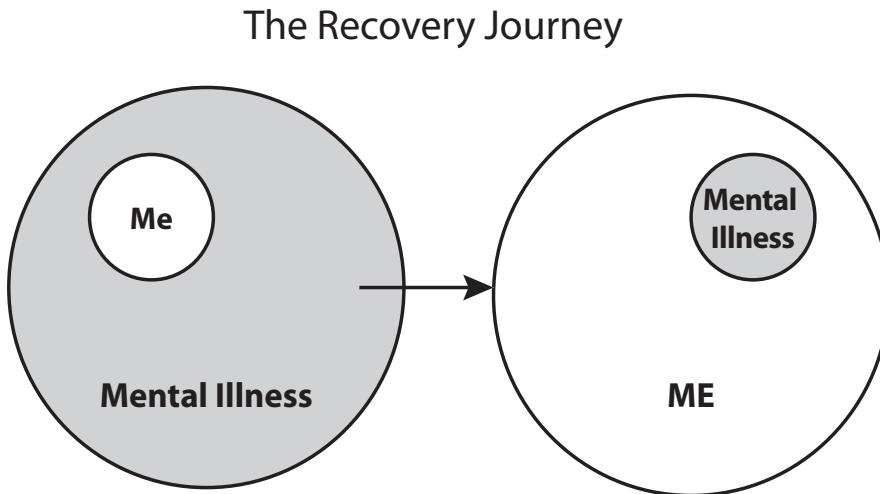 The Recovery Journey
Me
Mental Illness
Mental
Illness
ME